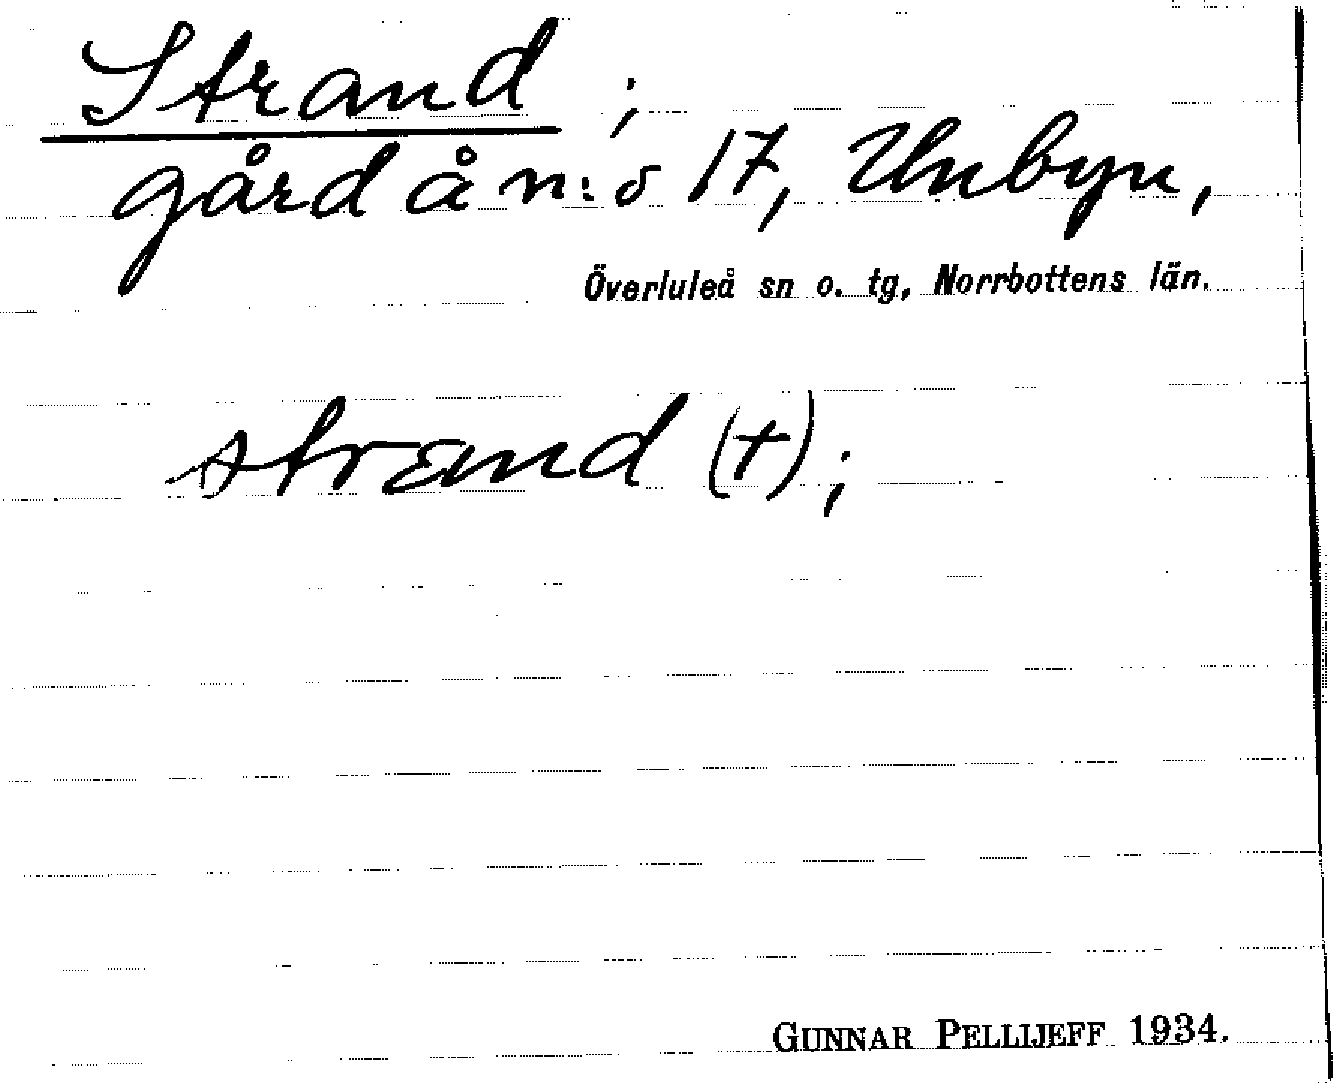 Strand ;
gård å n:o 17, Unbyn,
Överluleå sn o. tg, Norrbottens län.
strand (+);
GUNNAR PELLIJEFF 1934.